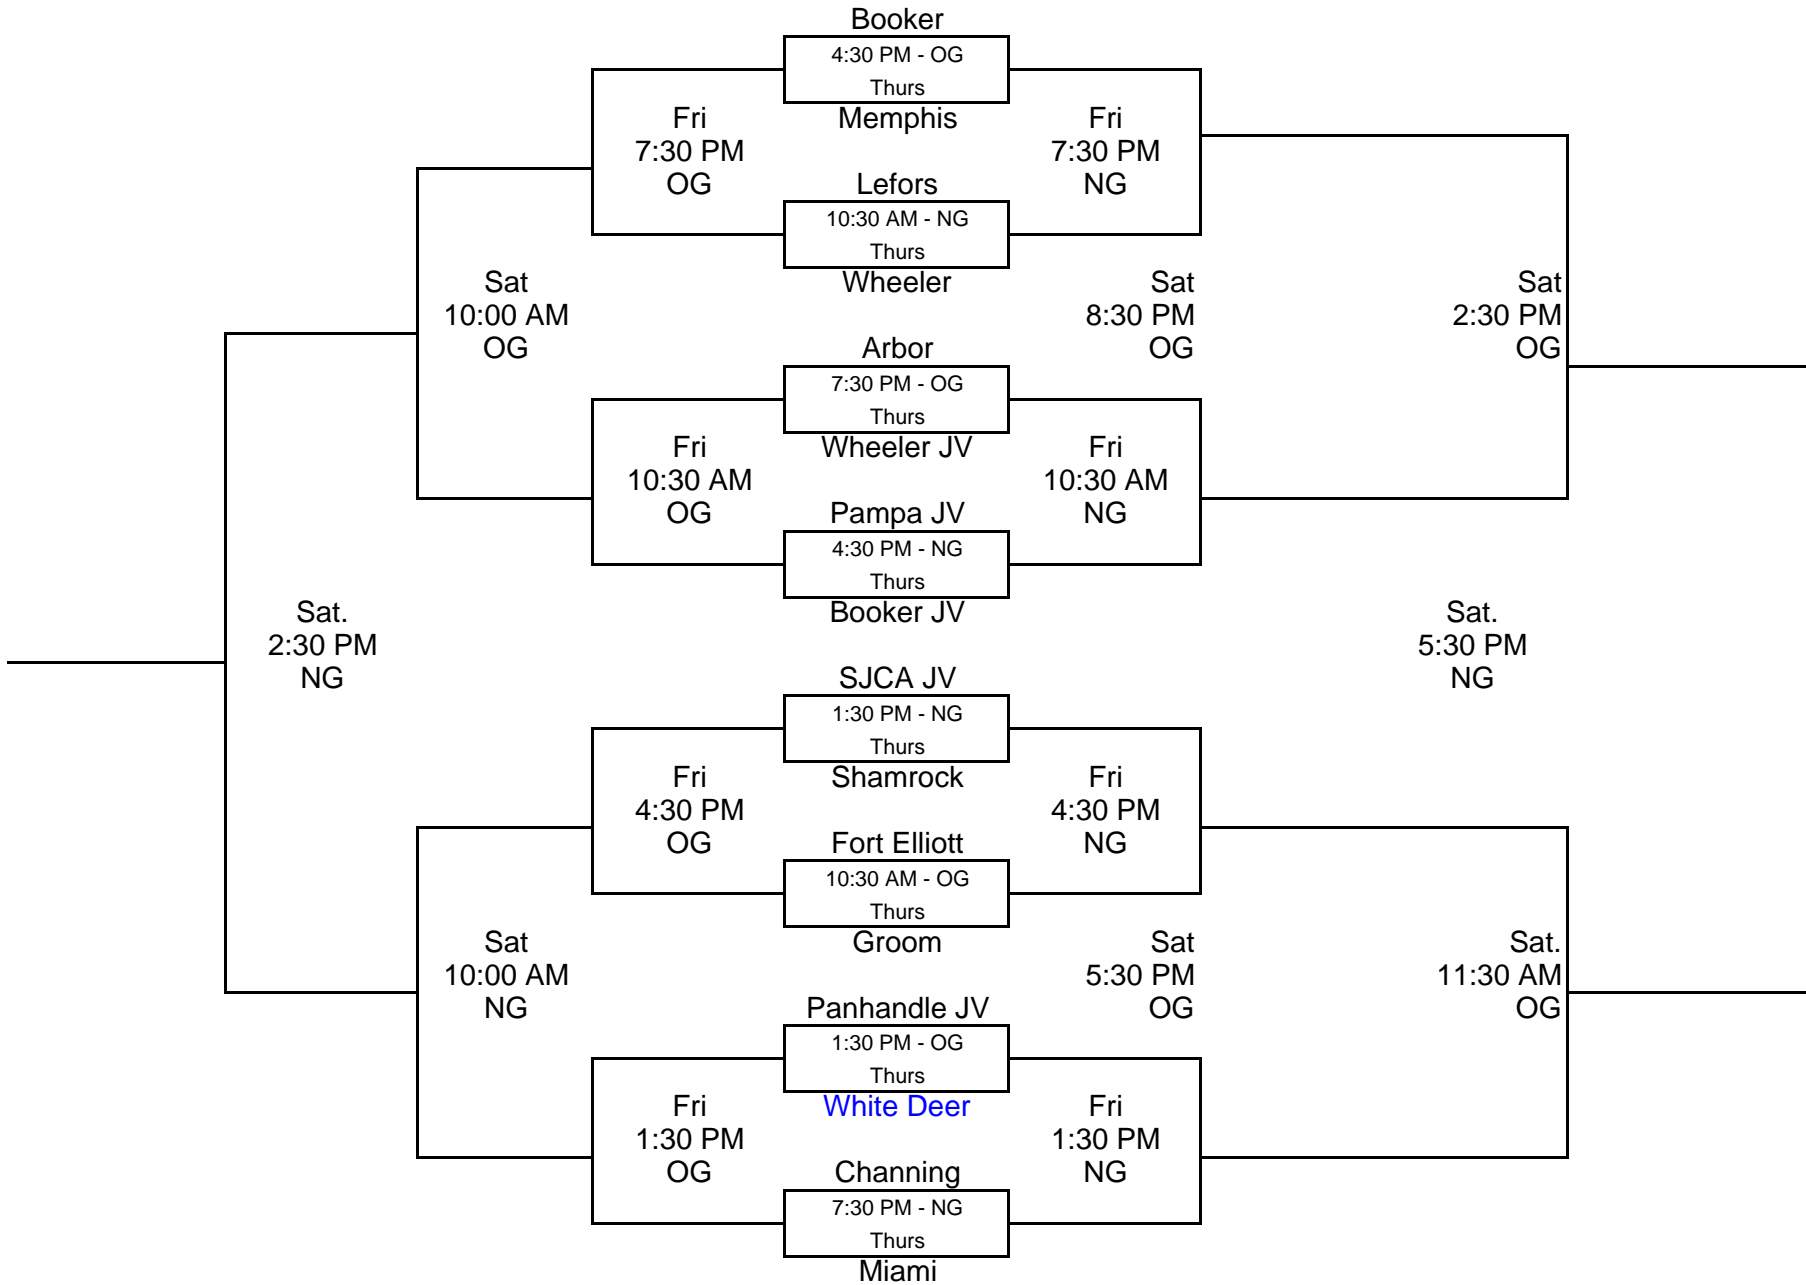 Booker
4:30 PM - OG
Thurs
Memphis
Fri
7:30 PM
OG
Fri
7:30 PM
NG
Lefors
10:30 AM - NG
Thurs
Wheeler
Sat
10:00 AM
OG
Sat
8:30 PM
OG
Sat
2:30 PM
OG
Arbor
7:30 PM - OG
Thurs
Wheeler JV
Fri
10:30 AM
OG
Fri
10:30 AM
NG
Pampa JV
4:30 PM - NG
Thurs
Booker JV
Sat.
2:30 PM
NG
Sat.
5:30 PM
NG
SJCA JV
1:30 PM - NG
Thurs
Shamrock
Fri
4:30 PM
OG
Fri
4:30 PM
NG
Fort Elliott
10:30 AM - OG
Thurs
Groom
Sat
10:00 AM
NG
Sat
5:30 PM
OG
Sat.
11:30 AM
OG
Panhandle JV
1:30 PM - OG
Thurs
White Deer
Fri
1:30 PM
OG
Fri
1:30 PM
NG
Channing
7:30 PM - NG
Thurs
Miami